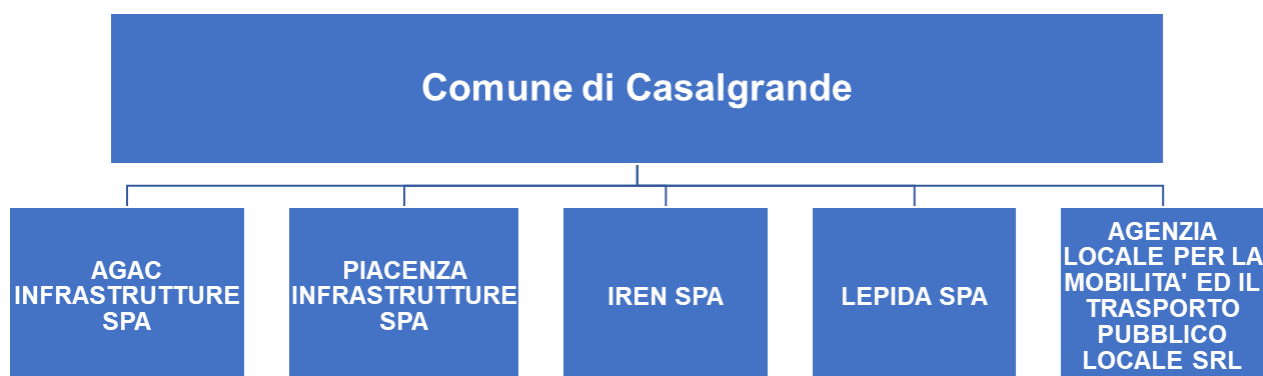 Comune di Casalgrande
AGAC
INFRASTRUTTURE
SPA
PIACENZA
INFRASTRUTTURE
SPA
IREN SPA
LEPIDA SPA
AGENZIA
LOCALE PER LA
MOBILITA' ED IL
TRASPORTO
PUBBLICO
LOCALE SRL